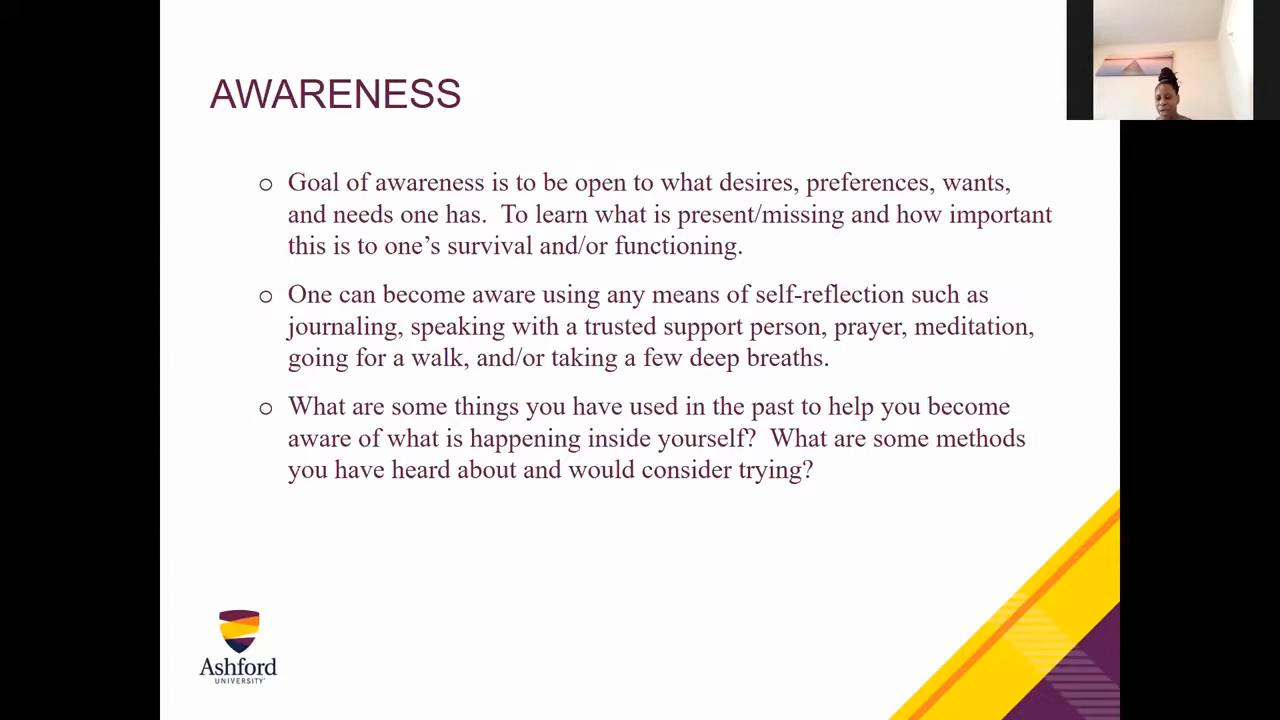 AWARENESS
o Goal of awareness is to be open to what desires, preferences, wants,
and needs one has.  To learn what is present/missing and how important
this is to one’s survival and/or functioning.
o One can become aware using any means of self-reflection such as
journaling, speaking with a trusted support person, prayer, meditation,
going for a walk, and/or taking a few deep breaths.
o What are some things you have used in the past to help you become
aware of what is happening inside yourself?  What are some methods
you have heard about and would consider trying?
Ashford
UNIVERSITY